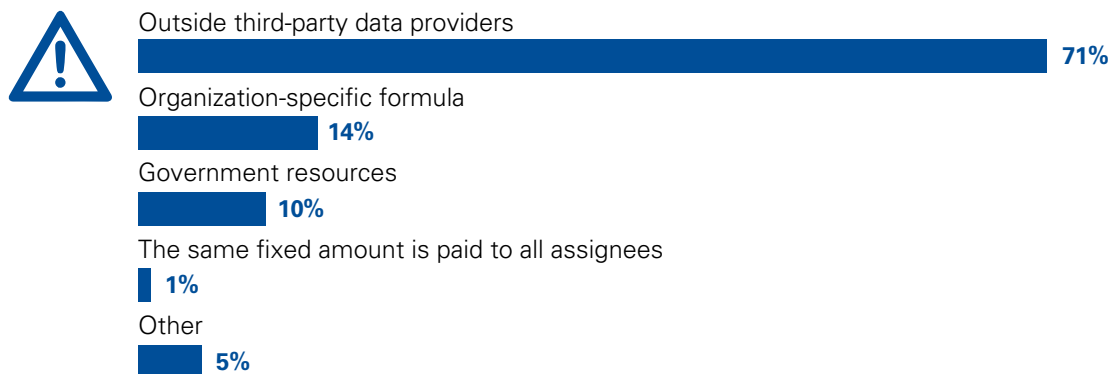 Outside third-party data providers
71%
Organization-specific formula
14%
Government resources
10%
The same fixed amount is paid to all assignees
1%
Other
5%